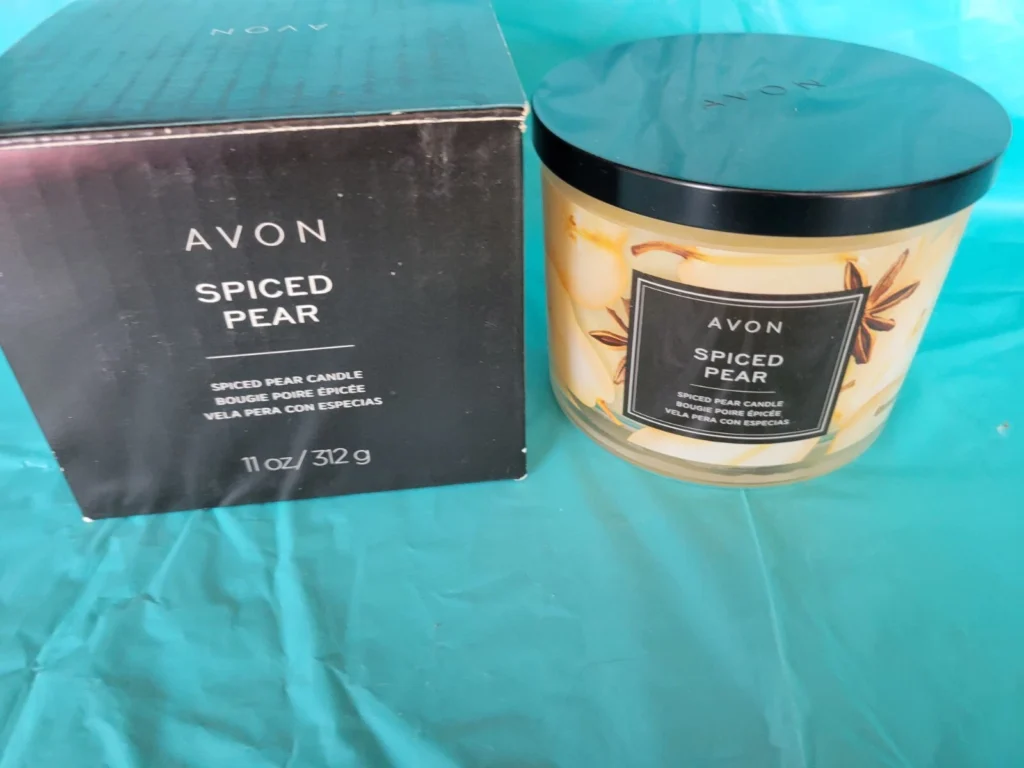 AVON
AVON
SPICED
PEAR
SPICED PEAR CANDLE
BOUGIE POIRE ÉPICÉE
VELA PERA CON ESPECIAS
11 oz/ 312 g
AVON
AVON
SPICED
PEAR
SPICED PEAR CANDLE
BOUGIE POIRE ÉPICÉE
VELA PERA CON ESPECIAS